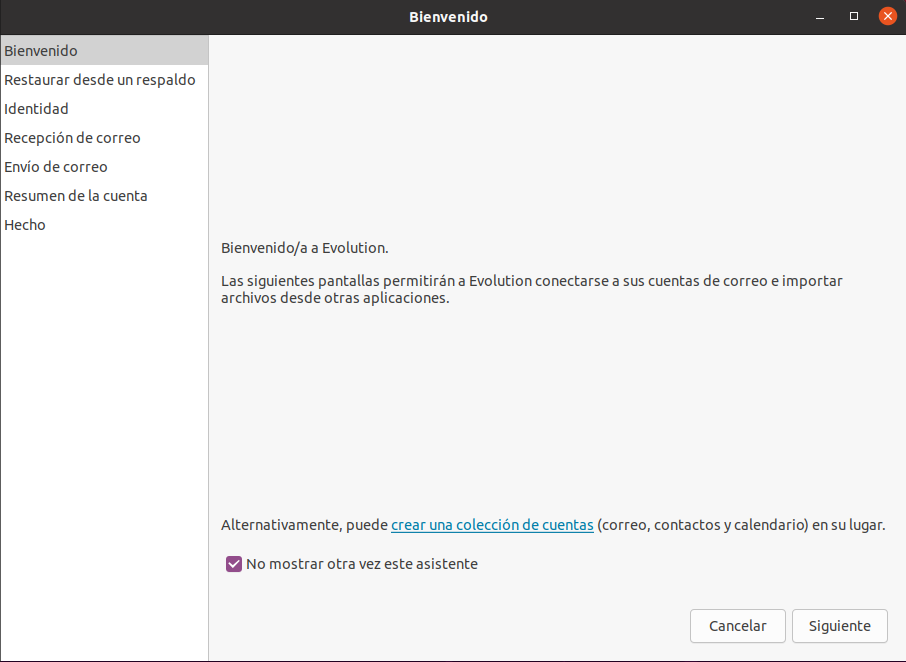 Bienvenido
Bienvenido
Restaurar desde un respaldo
Identidad
Recepción de correo
Envío de correo
Resumen de la cuenta
Hecho
Bienvenido/a a Evolution.
Las siguientes pantallas permitirán a Evolution conectarse a sus cuentas de correo e importar
archivos desde otras aplicaciones.
Alternativamente, puede crear una colección de cuentas (correo, contactos y calendario) en su lugar.
No mostrar otra vez este asistente
Cancelar
Siguiente